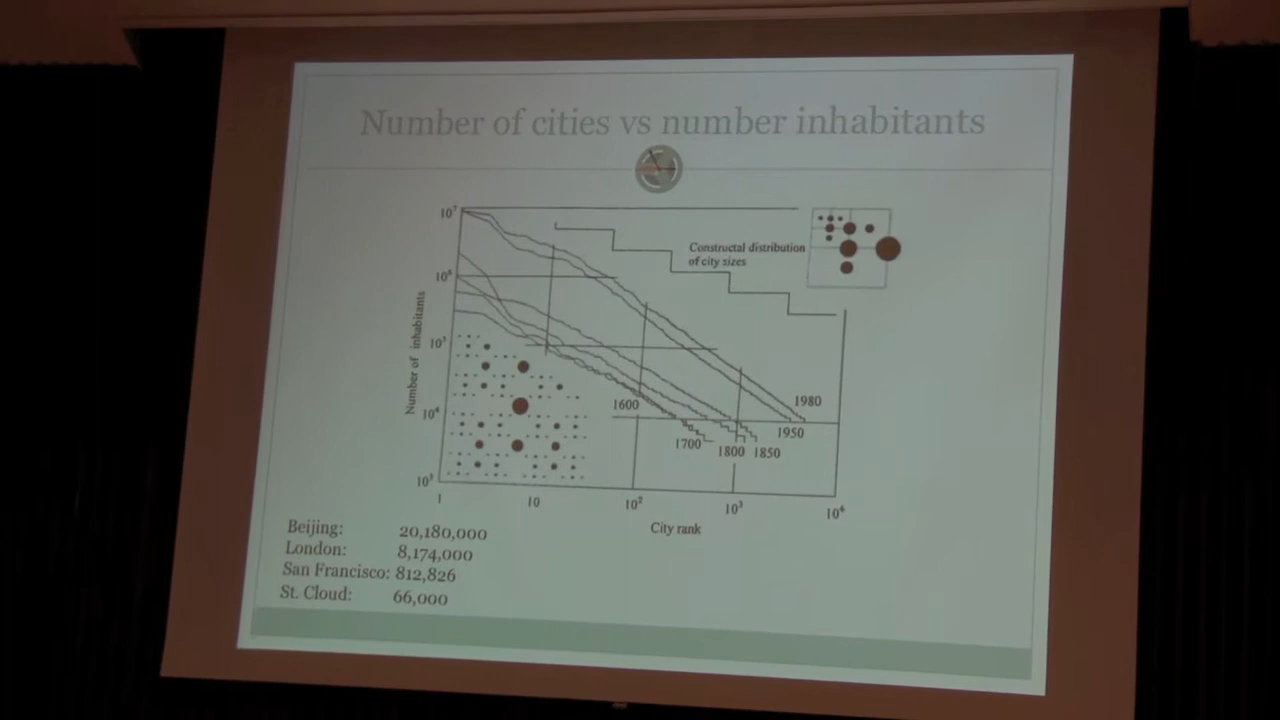 Number of cities vs number inhabitants
10⁷
Constructal distribution
of city sizes
10⁶
Number of inhabitants
10⁵
10⁴
10³
1600
1700
1800
1850
1950
1980
1
10
10²
10³
10⁴
City rank
Beijing: 20,180,000
London: 8,174,000
San Francisco: 812,826
St. Cloud: 66,000